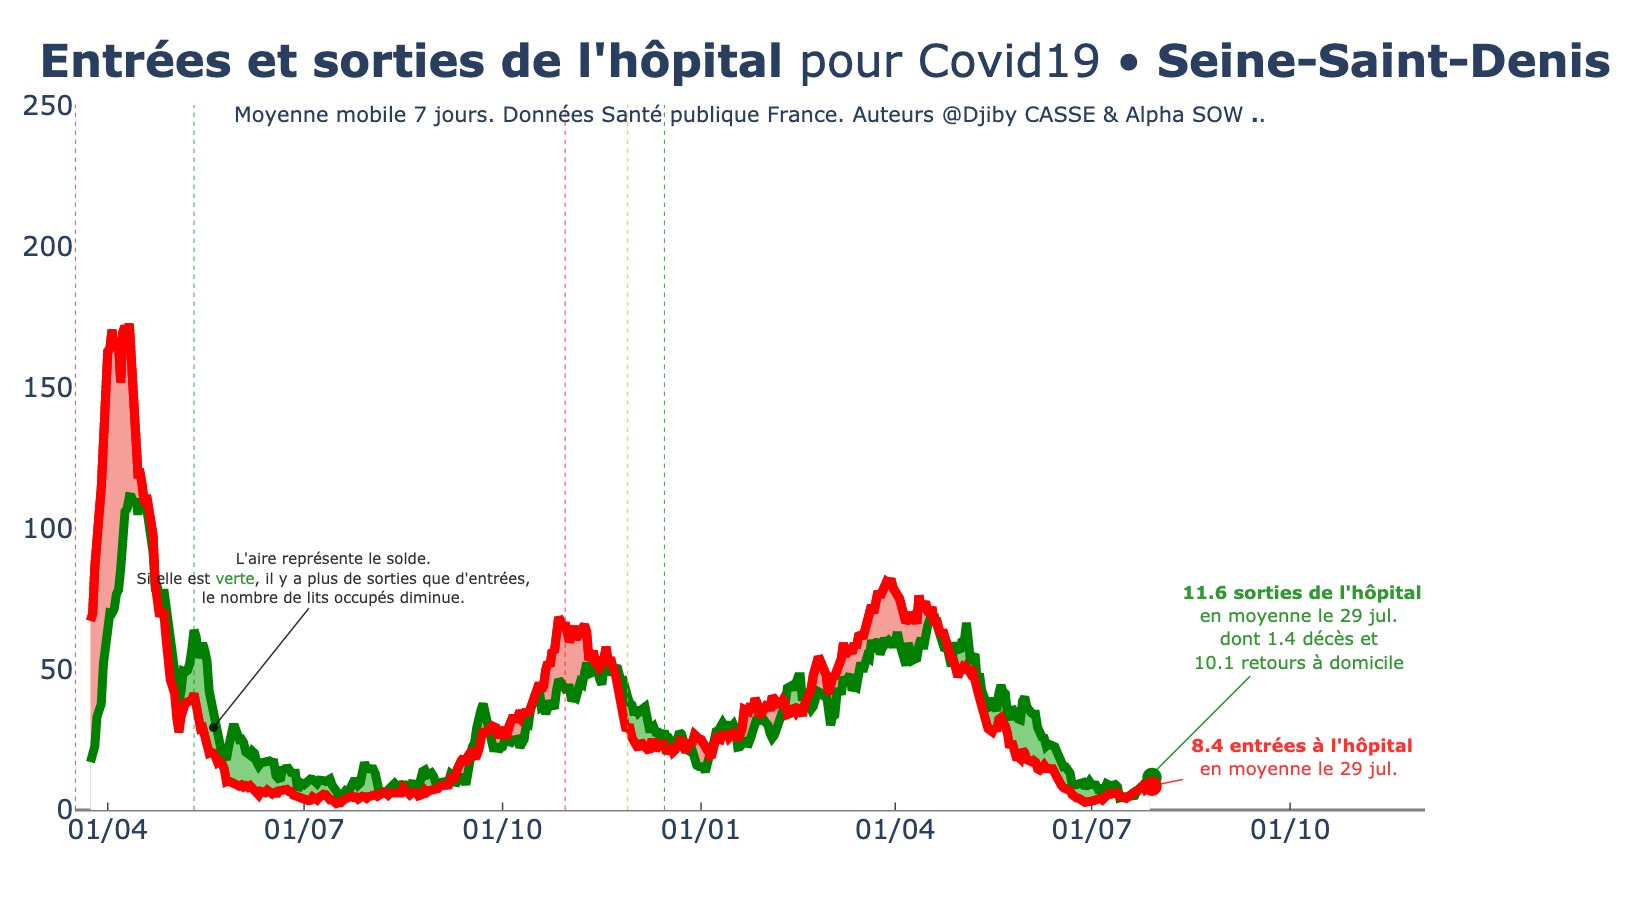 Entrées et sorties de l'hôpital pour Covid19 • Seine-Saint-Denis
250
Moyenne mobile 7 jours. Données Santé publique France. Auteurs @Djiby CASSE & Alpha SOW ..
200
150
100
L'aire représente le solde.
Si elle est verte, il y a plus de sorties que d'entrées,
le nombre de lits occupés diminue.
11.6 sorties de l'hôpital
en moyenne le 29 jul.
dont 1.4 décès et
10.1 retours à domicile
50
8.4 entrées à l'hôpital
en moyenne le 29 jul.
0
01/04 01/07 01/10 01/01 01/04 01/07 01/10